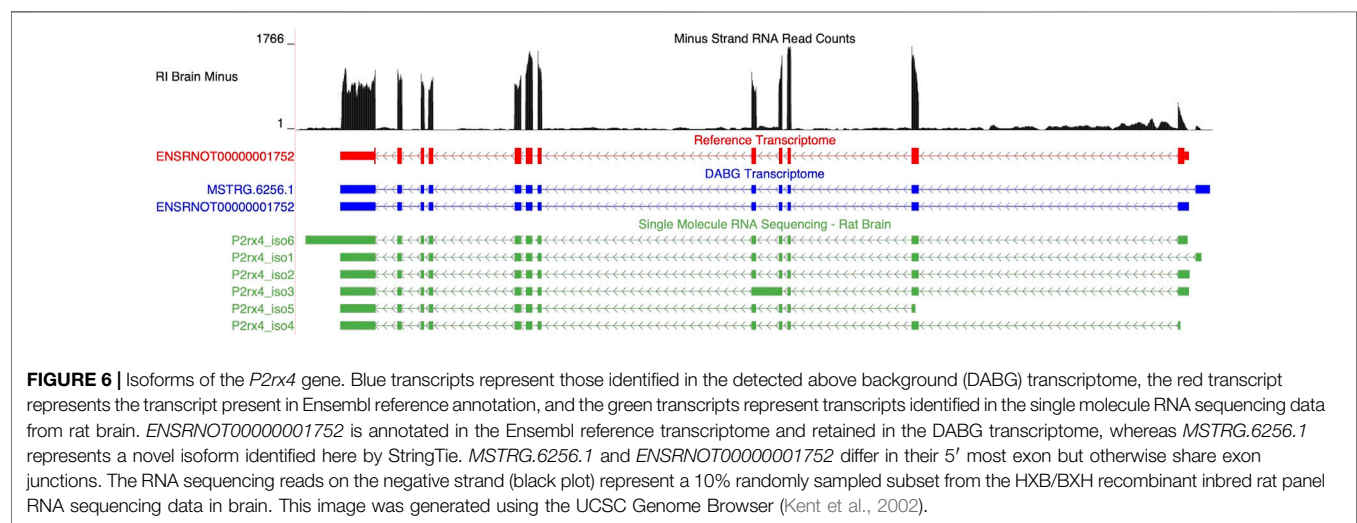 1766
Minus Strand RNA Read Counts
RI Brain Minus
1
Reference Transcriptome
ENSRNOT00000001752
DABG Transcriptome
MSTRG.6256.1
ENSRNOT00000001752
Single Molecule RNA Sequencing - Rat Brain
P2rx4_iso6
P2rx4_iso1
P2rx4_iso2
P2rx4_iso3
P2rx4_iso5
P2rx4_iso4
FIGURE 6 | Isoforms of the P2rx4 gene. Blue transcripts represent those identified in the detected above background (DABG) transcriptome, the red transcript
represents the transcript present in Ensembl reference annotation, and the green transcripts represent transcripts identified in the single molecule RNA sequencing data
from rat brain. ENSRNOT00000001752 is annotated in the Ensembl reference transcriptome and retained in the DABG transcriptome, whereas MSTRG.6256.1
represents a novel isoform identified here by StringTie. MSTRG.6256.1 and ENSRNOT00000001752 differ in their 5′ most exon but otherwise share exon
junctions. The RNA sequencing reads on the negative strand (black plot) represent a 10% randomly sampled subset from the HXB/BXH recombinant inbred rat panel
RNA sequencing data in brain. This image was generated using the UCSC Genome Browser (Kent et al., 2002).